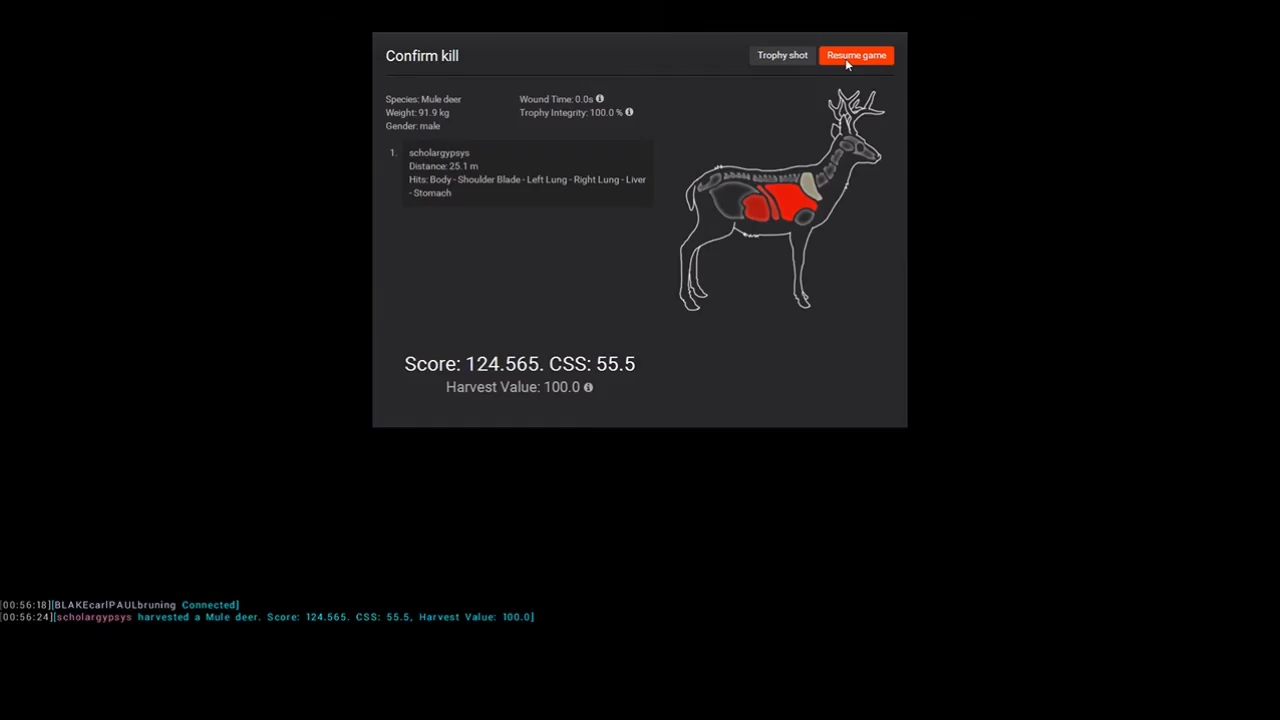 Confirm kill
Trophy shot
Resume game
Species: Mule deer
Weight: 91.9 kg
Gender: male
Wound Time: 0.0s
Trophy Integrity: 100.0 %
1. scholargypsys
Distance: 25.1 m
Hits: Body - Shoulder Blade - Left Lung - Right Lung - Liver
- Stomach
Score: 124.565. CSS: 55.5
Harvest Value: 100.0
[00:56:18][BLAKEcarlPAULbruning Connected]
[00:56:24][scholargypsys harvested a Mule deer. Score: 124.565. CSS: 55.5, Harvest Value: 100.0]